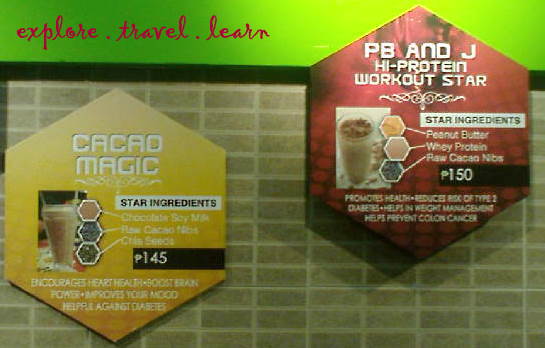 explore . travel . learn
CACAO
MAGIC
STAR INGREDIENTS
Chocolate Soy Milk
Raw Cacao Nibs
Chia Seeds
₱145
ENCOURAGES HEART HEALTH•BOOST BRAIN
POWER•IMPROVES YOUR MOOD
HELPFUL AGAINST DIABETES
PB AND J
HI-PROTEIN
WORKOUT STAR
STAR INGREDIENTS
Peanut Butter
Whey Protein
Raw Cacao Nibs
₱150
PROMOTES HEALTH•REDUCES RISK OF TYPE 2
DIABETES•HELPS IN WEIGHT MANAGEMENT
HELPS PREVENT COLON CANCER